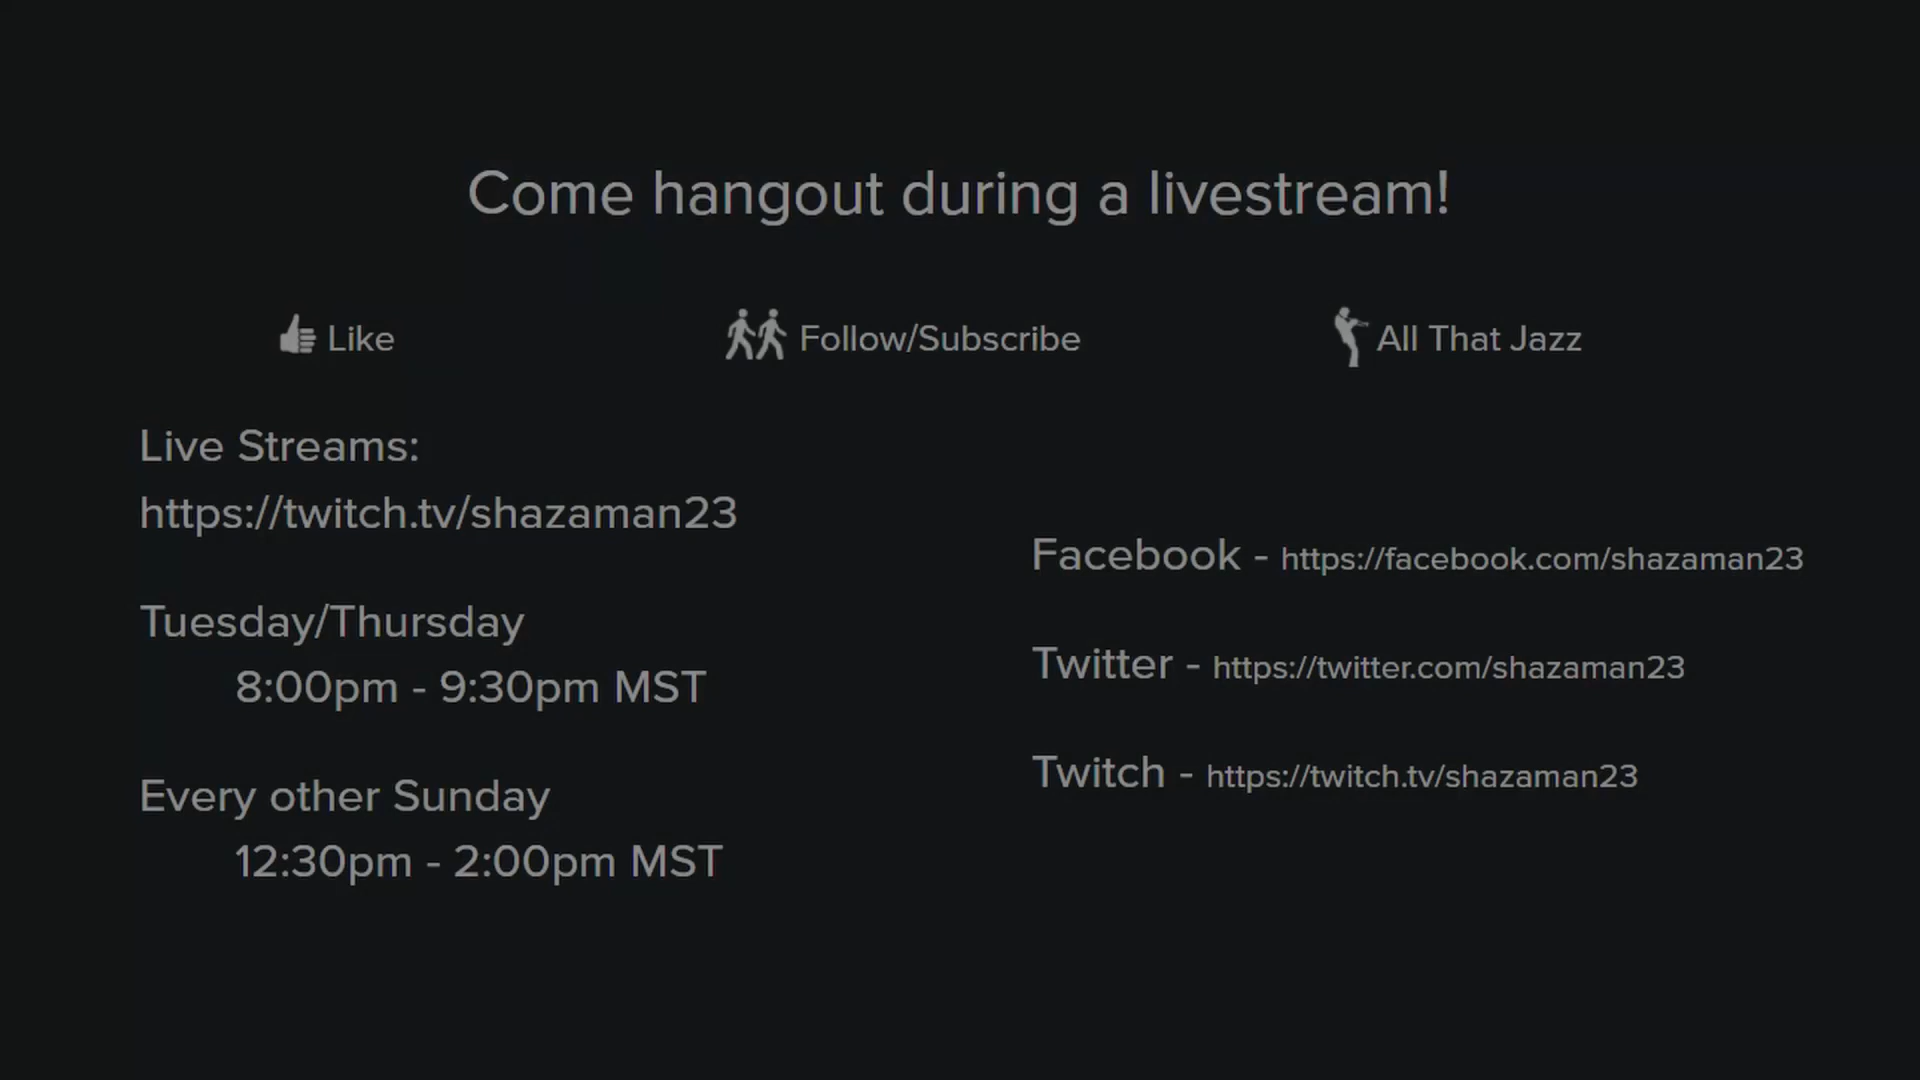 Come hangout during a livestream!
Like
Follow/Subscribe
All That Jazz
Live Streams:
https://twitch.tv/shazaman23
Tuesday/Thursday
8:00pm - 9:30pm MST
Every other Sunday
12:30pm - 2:00pm MST
Facebook - https://facebook.com/shazaman23
Twitter - https://twitter.com/shazaman23
Twitch - https://twitch.tv/shazaman23